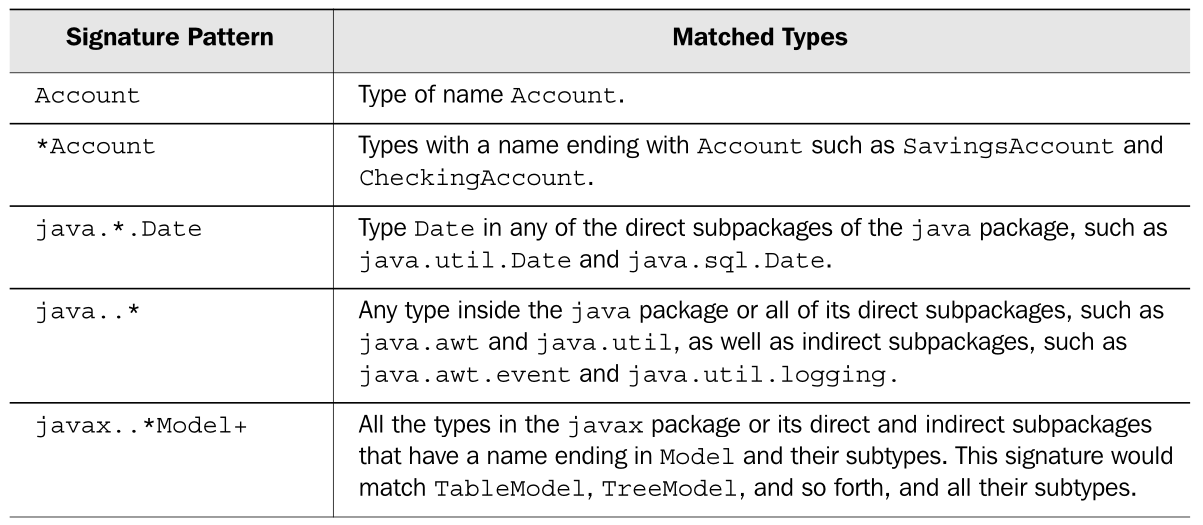 Signature Pattern Matched Types
Account Type of name Account.
*Account Types with a name ending with Account such as SavingsAccount and
CheckingAccount.
java.*.Date Type Date in any of the direct subpackages of the java package, such as
java.util.Date and java.sql.Date.
java..* Any type inside the java package or all of its direct subpackages, such as
java.awt and java.util, as well as indirect subpackages, such as
java.awt.event and java.util.logging.
javax..*Model+ All the types in the javax package or its direct and indirect subpackages
that have a name ending in Model and their subtypes. This signature would
match TableModel, TreeModel, and so forth, and all their subtypes.